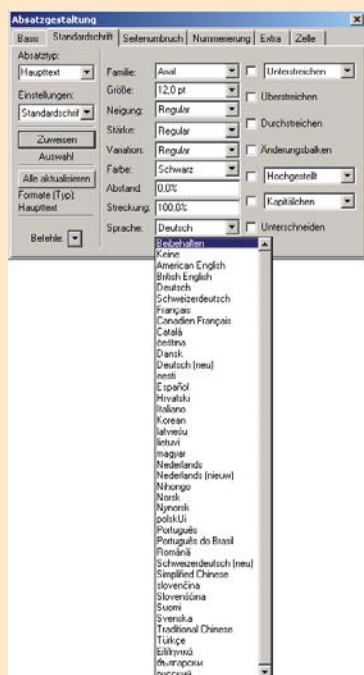 Absatzgestaltung
Basis Standardschrift Seitenumbruch Nummerierung Extra Zelle
Absatztyp:
Haupttext
Einstellungen:
Standardschrift
Zuweisen
Auswahl
Alle aktualisieren
Formate (Typ):
Haupttext
Befehle:
Familie: Arial Unterstreichen
Größe: 12,0 pt Überstreichen
Neigung: Regular
Stärke: Regular Durchstreichen
Variation: Regular Änderungsbalken
Farbe: Schwarz Hochgestellt
Abstand: 0,0%
Streckung: 100,0% Kapitälchen
Sprache: Deutsch Unterschneiden
Beibehalten
Keine
American English
British English
Deutsch
Schweizerdeutsch
Français
Canadien Français
Català
čeština
Dansk
Deutsch (neu)
eesti
Español
Hrvatski
Italiano
Korean
latviešu
lietuvi
magyar
Nederlands
Nederlands (nieuw)
Nihongo
Norsk
Nynorsk
polskUi
Português
Português do Brasil
Română
Schweizerdeutsch (neu)
Simplified Chinese
slovenčina
Slovenščina
Suomi
Svenska
Traditional Chinese
Türkçe
български
русский